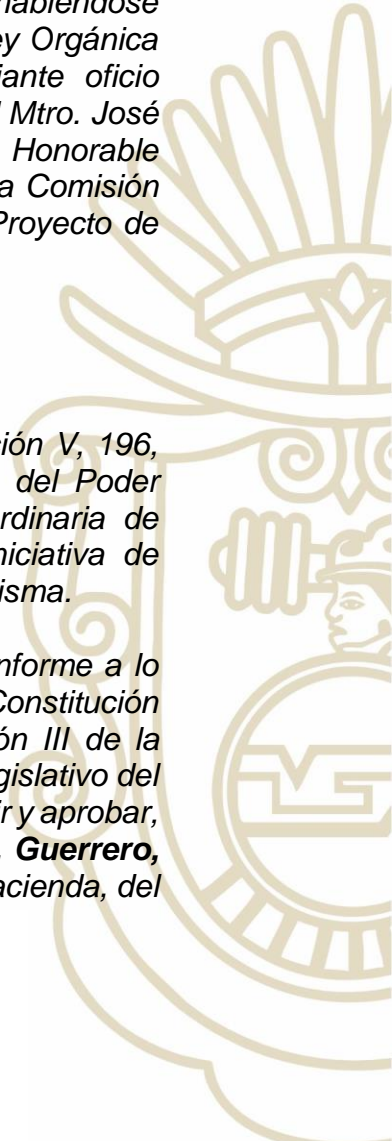 habiéndose
ey Orgánica
iante oficio
l Mtro. José
Honorable
a Comisión
Proyecto de
ción V, 196,
del Poder
rdinaria de
niciativa de
isma.
nforme a lo
Constitución
ón III de la
gislativo del
r y aprobar,
Guerrero,
acienda, del